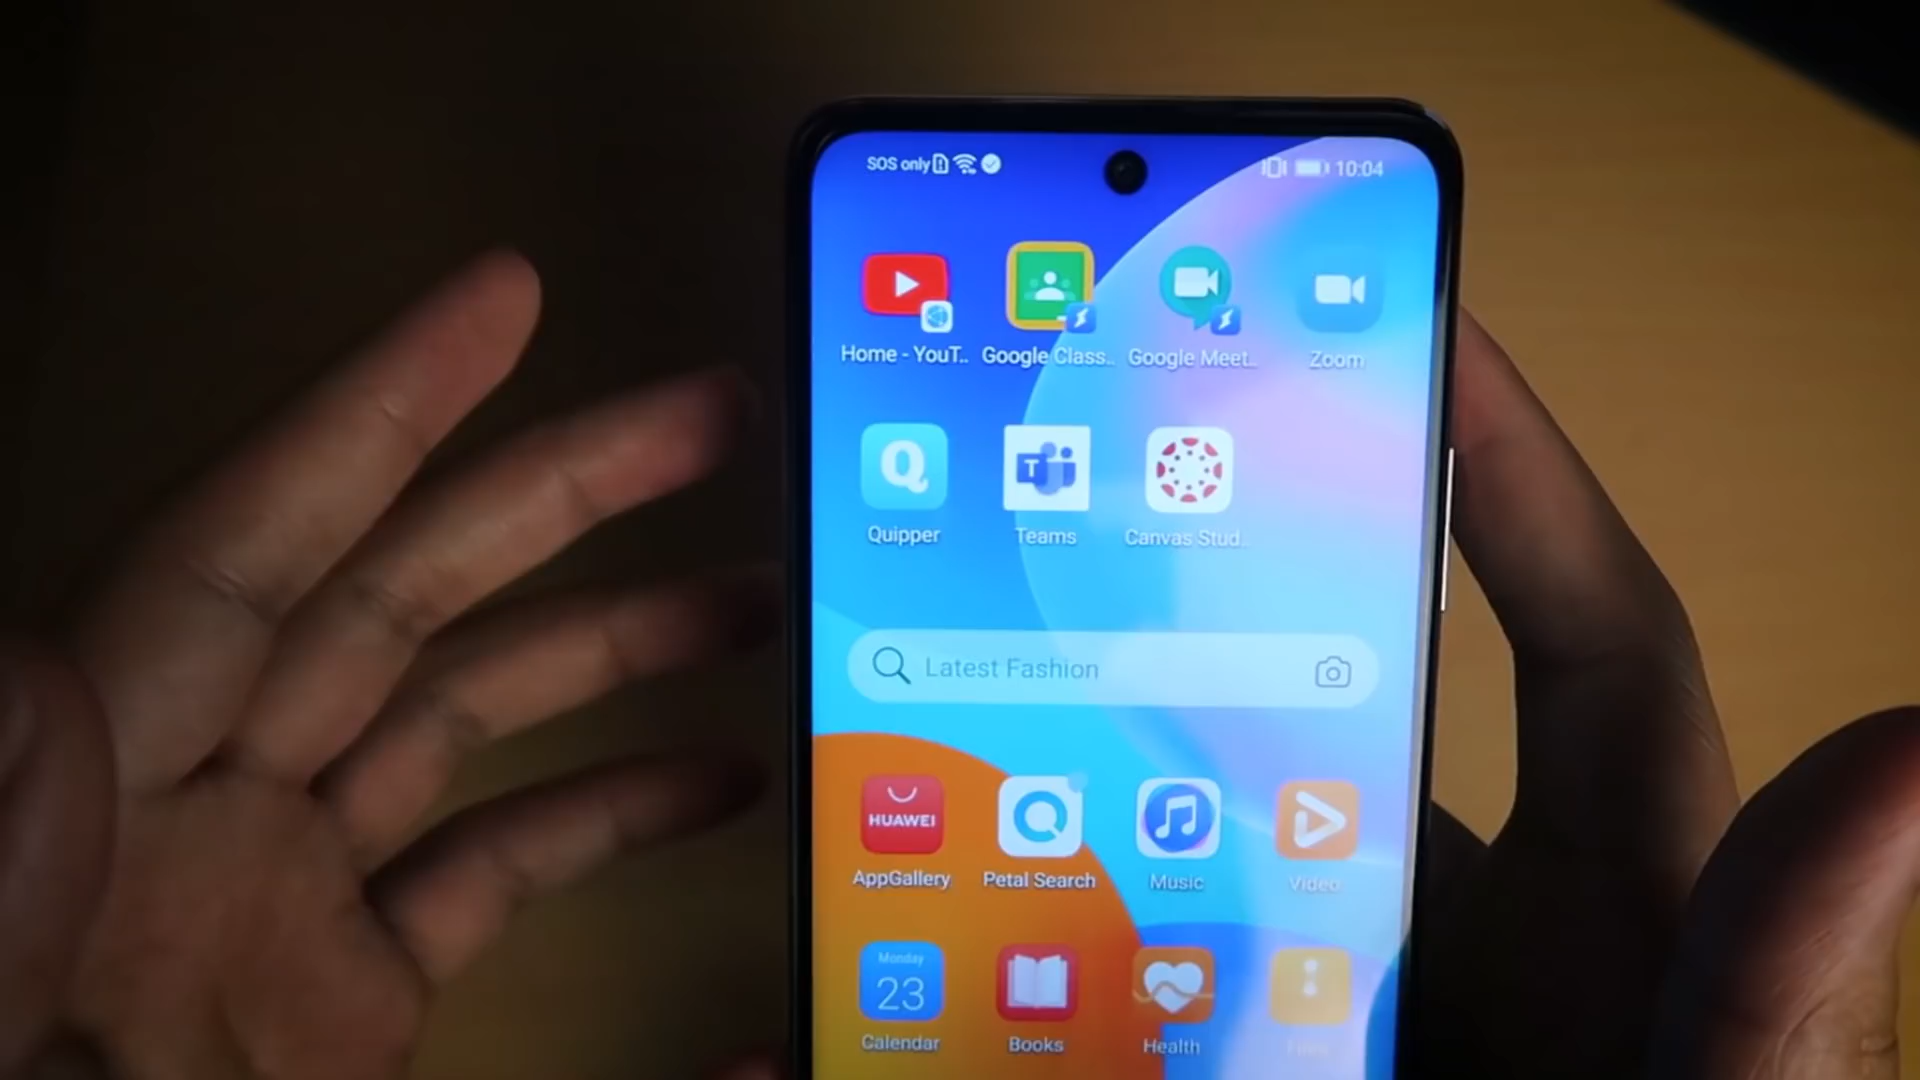 SOS only 10:04
Home - YouT.. Google Class.. Google Meet.. Zoom
Q T
Quipper Teams Canvas Stud..
Latest Fashion
HUAWEI
AppGallery Petal Search Music Video
Monday
23
Calendar Books Health